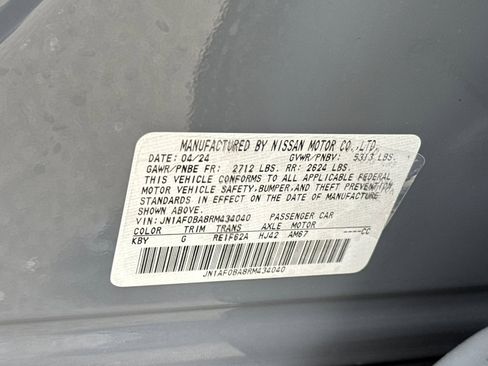 MANUFACTURED BY NISSAN MOTOR CO.,LTD.
DATE: 04/24 GVWR/PNBV: 5313 LBS.
GAWR/PNBE FR: 2712 LBS. RR: 2624 LBS.
THIS VEHICLE CONFORMS TO ALL APPLICABLE FEDERAL
MOTOR VEHICLE SAFETY,BUMPER,AND THEFT PREVENTION
STANDARDS IN EFFECT ON THE DATE OF MANUFACTURE
SHOWN ABOVE.
VIN:JN1AF0BA8RM434040 PASSENGER CAR
COLOR TRIM TRANS AXLE MOTOR
KBY G RE1F62A HJ42 AM67 ----CC
JN1AF0BA8RM434040